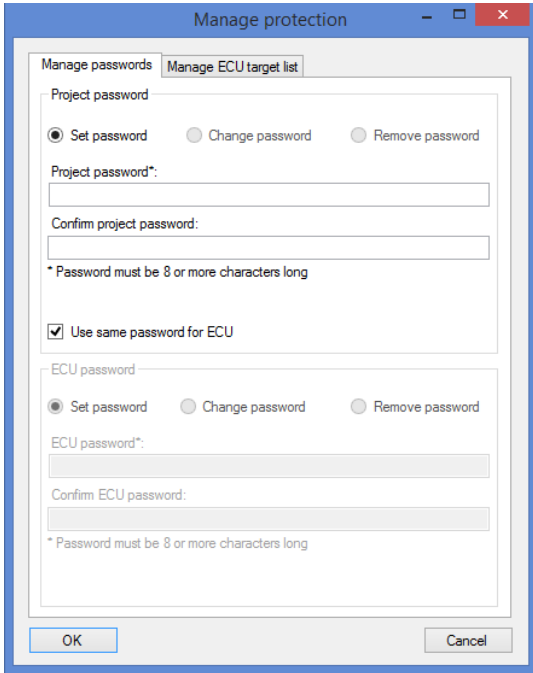 Manage protection
Manage passwords Manage ECU target list
Project password
Set password Change password Remove password
Project password*:
Confirm project password:
* Password must be 8 or more characters long
Use same password for ECU
ECU password
Set password Change password Remove password
ECU password*:
Confirm ECU password:
* Password must be 8 or more characters long
OK Cancel